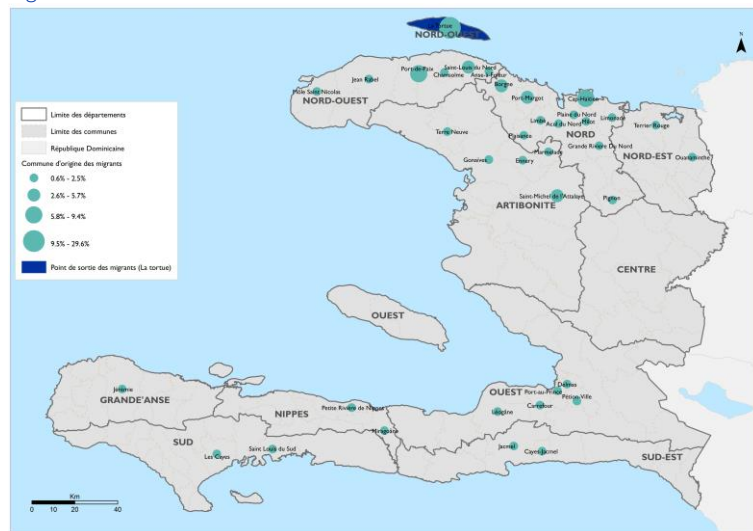 La Tortue
NORD-OUEST
N
Port-de-Paix
Saint-Louis du Nord
Chansolme
Anse-à-Foleur
Jean Rabel
Borgne
Môle Saint Nicolas
NORD-OUEST
Port-Margot
Cap-Haïtien
Plaine du Nord
Limbé
Acul du Nord
Milot
Limonade
Terrier-Rouge
Terre-Neuve
Plaisance
NORD
Grande Rivière Du Nord
NORD-EST
Marmelade
Ouanaminthe
Gonaïves
Ennery
Saint-Michel de l'Attalaye
Pignon
ARTIBONITE
CENTRE
OUEST
Limite des départements
Limite des communes
République Dominicaine
Commune d'origine des migrants
0.6% - 2.5%
2.6% - 5.7%
5.8% - 9.4%
9.5% - 29.6%
Point de sortie des migrants (La tortue)
Jérémie
GRANDE'ANSE
NIPPES
Petite Rivière de Nippes
Miragoâne
OUEST
Delmas
Port-au-Prince
Pétion-Ville
Carrefour
Léogâne
SUD
Les Cayes
Saint Louis du Sud
Jacmel
Cayes-Jacmel
SUD-EST
Km
0 10 20 40